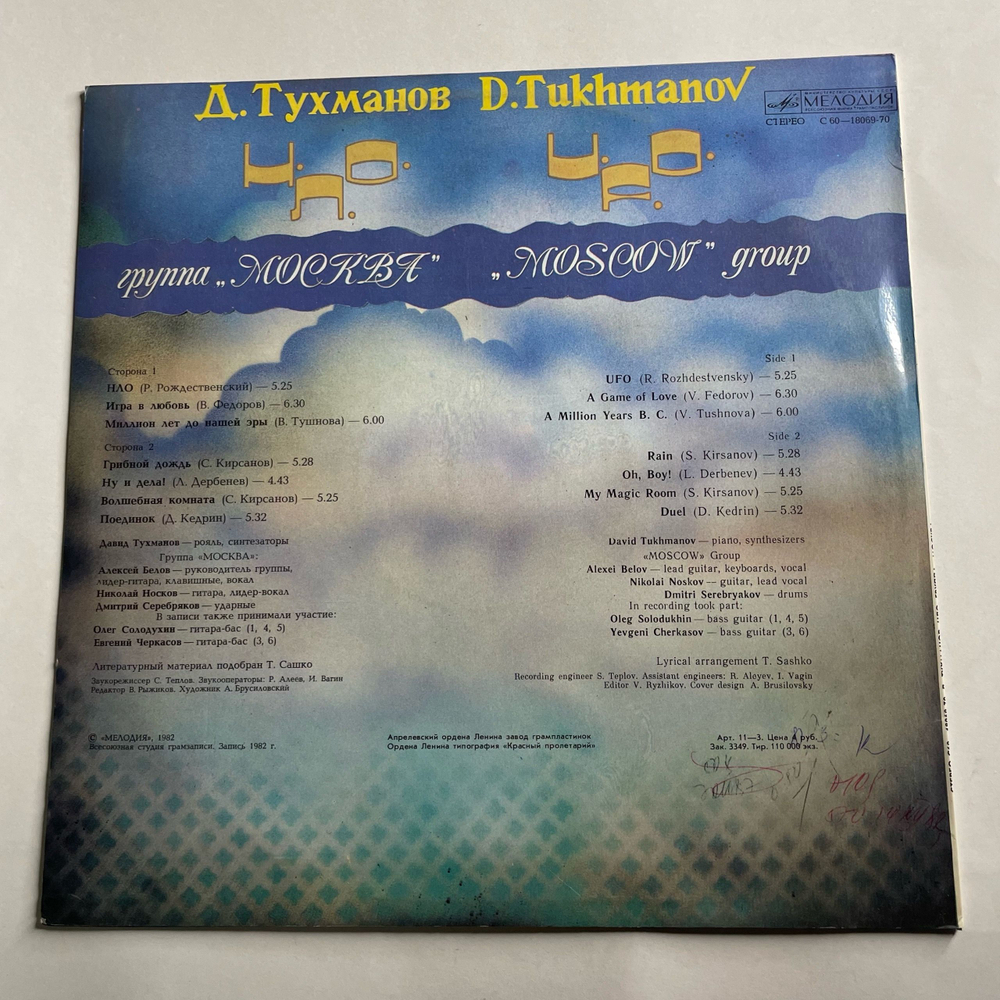 Д. Тухманов D. Tukhmanov
МЕЛОДИЯ
СТЕРЕО С 60—18069-70
Н.Л.О. U.F.O.
группа „МОСКВА” „MOSCOW” group
Сторона 1
НЛО (Р. Рождественский) — 5.25
Игра в любовь (В. Федоров) — 6.30
Миллион лет до нашей эры (В. Тушнова) — 6.00
Сторона 2
Грибной дождь (С. Кирсанов) — 5.28
Ну и дела! (Л. Дербенев) — 4.43
Волшебная комната (С. Кирсанов) — 5.25
Поединок (Д. Кедрин) — 5.32
Давид Тухманов — рояль, синтезаторы
Группа «МОСКВА»:
Алексей Белов — руководитель группы,
лидер-гитара, клавишные, вокал
Николай Носков — гитара, лидер-вокал
Дмитрий Серебряков — ударные
В записи также принимали участие:
Олег Солодухин — гитара-бас (1, 4, 5)
Евгений Черкасов — гитара-бас (3, 6)
Литературный материал подобран Т. Сашко
Звукорежиссер С. Теплов. Звукооператоры: Р. Алеев, И. Вагин
Редактор В. Рыжиков. Художник А. Брусиловский
Side 1
UFO (R. Rozhdestvensky) — 5.25
A Game of Love (V. Fedorov) — 6.30
A Million Years B. C. (V. Tushnova) — 6.00
Side 2
Rain (S. Kirsanov) — 5.28
Oh, Boy! (L. Derbenev) — 4.43
My Magic Room (S. Kirsanov) — 5.25
Duel (D. Kedrin) — 5.32
David Tukhmanov — piano, synthesizers
«MOSCOW» Group
Alexei Belov — lead guitar, keyboards, vocal
Nikolai Noskov — guitar, lead vocal
Dmitri Serebryakov — drums
In recording took part:
Oleg Solodukhin — bass guitar (1, 4, 5)
Yevgeni Cherkasov — bass guitar (3, 6)
Lyrical arrangement T. Sashko
Recording engineer S. Teplov. Assistant engineers: R. Aleyev, I. Vagin
Editor V. Ryzhikov. Cover design A. Brusilovsky
© «МЕЛОДИЯ», 1982
Всесоюзная студия грамзаписи. Запись 1982 г.
Апрелевский ордена Ленина завод грампластинок
Ордена Ленина типография «Красный пролетарий»
Арт. 11—3. Цена руб.
Зак. 3349. Тир. 110 000 экз.